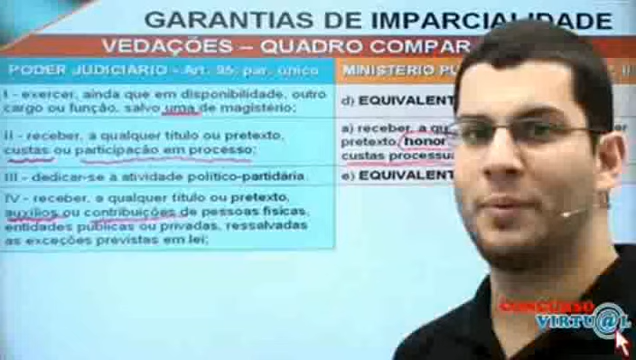 GARANTIAS DE IMPARCIALIDADE
VEDAÇÕES – QUADRO COMPAR
PODER JUDICIÁRIO - Art. 95, par. único
I - exercer, ainda que em disponibilidade, outro
cargo ou função, salvo uma de magistério;
II - receber, a qualquer título ou pretexto,
custas ou participação em processo;
III - dedicar-se à atividade político-partidária.
IV - receber, a qualquer título ou pretexto,
auxílios ou contribuições de pessoas físicas,
entidades públicas ou privadas, ressalvadas
as exceções previstas em lei;
MINISTÉRIO PÚ
II
d) EQUIVALENT
a) receber, a qu
pretexto, honor
custas processua
e) EQUIVALENT
CONCURSO
VIRTU@L